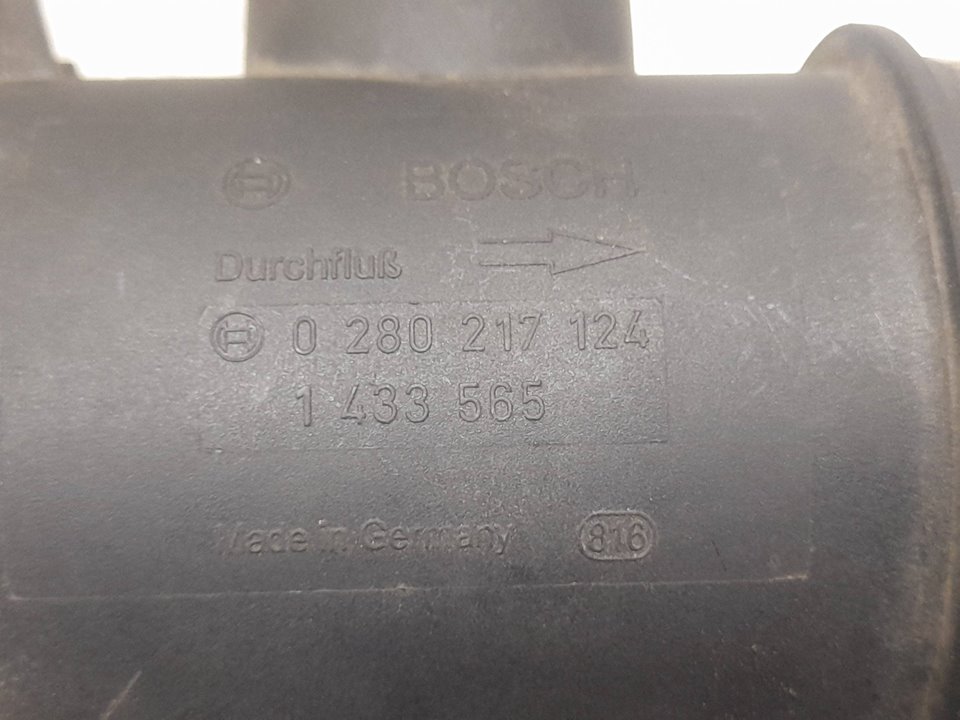 BOSCH
Durchfluß
0 280 217 124
1 433 565
Made in Germany 816